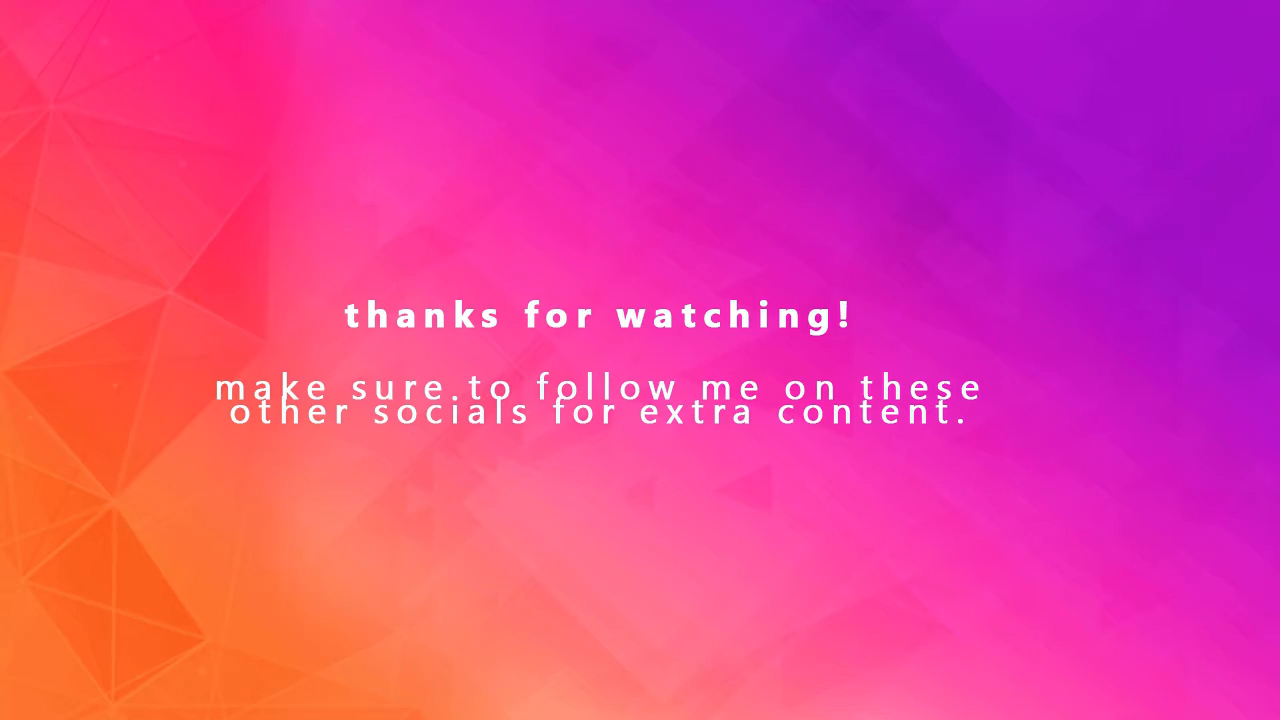 thanks for watching!
make sure to follow me on these
other socials for extra content.